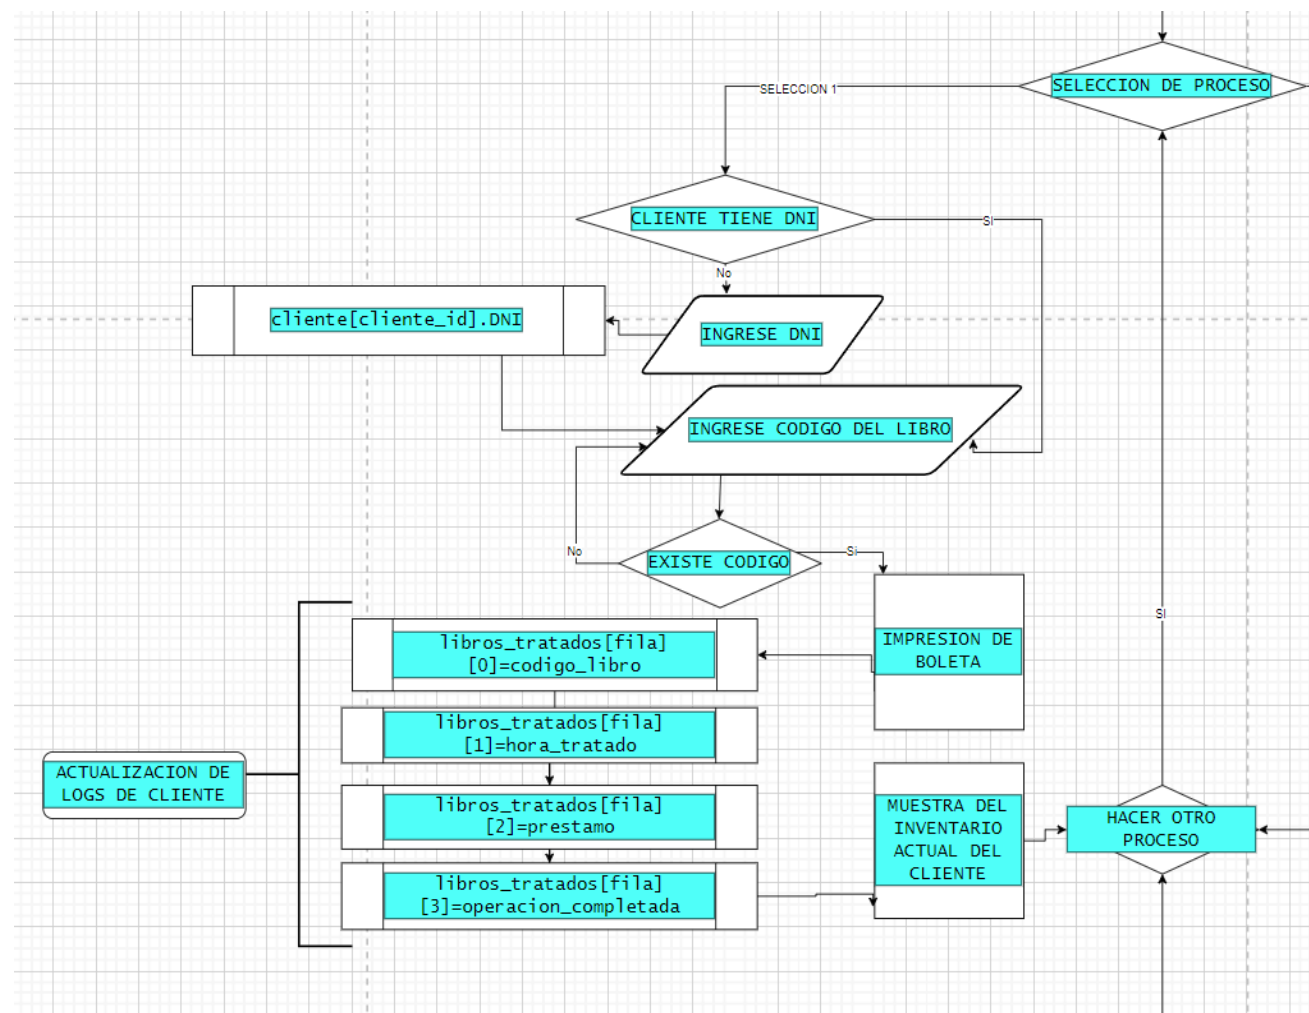 SELECCION DE PROCESO
SELECCION 1
CLIENTE TIENE DNI
SI
No
cliente[cliente_id].DNI
INGRESE DNI
INGRESE CODIGO DEL LIBRO
EXISTE CODIGO
No
Si
IMPRESION DE
BOLETA
libros_tratados[fila]
[0]=codigo_libro
libros_tratados[fila]
[1]=hora_tratado
libros_tratados[fila]
[2]=prestamo
libros_tratados[fila]
[3]=operacion_completada
ACTUALIZACION DE
LOGS DE CLIENTE
MUESTRA DEL
INVENTARIO
ACTUAL DEL
CLIENTE
HACER OTRO
PROCESO
SI